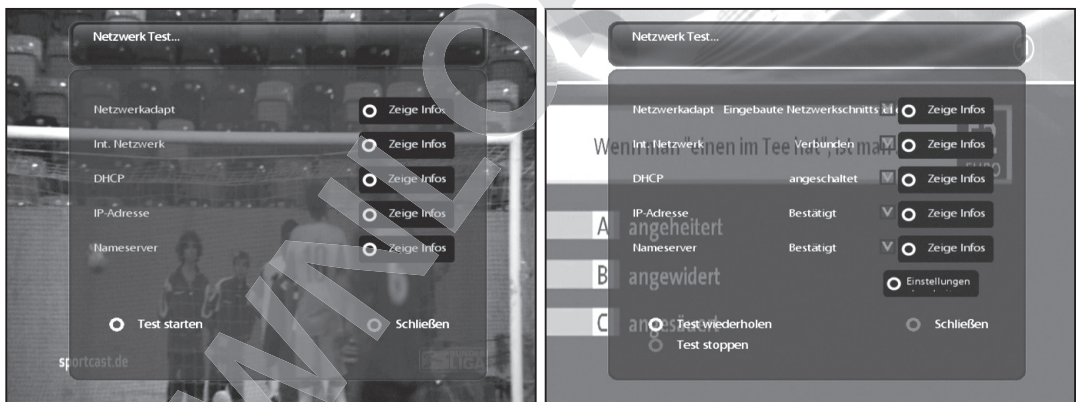 Netzwerk Test...
Netzwerkadapt Zeige Infos
Int. Netzwerk Zeige Infos
DHCP Zeige Infos
IP-Adresse Zeige Infos
Nameserver Zeige Infos
Test starten Schließen
sportcast.de
Netzwerk Test...
Netzwerkadapt Eingebaute Netzwerkschnitts Zeige Infos
Int. Netzwerk Verbunden Zeige Infos
Wenn man "einen im Tee hat", ist man
EURO
DHCP angeschaltet Zeige Infos
IP-Adresse Bestätigt Zeige Infos
A angeheitert
Nameserver Bestätigt Zeige Infos
B angewidert
Einstellungen
C angesäuert
Test wiederholen Schließen
Test stoppen